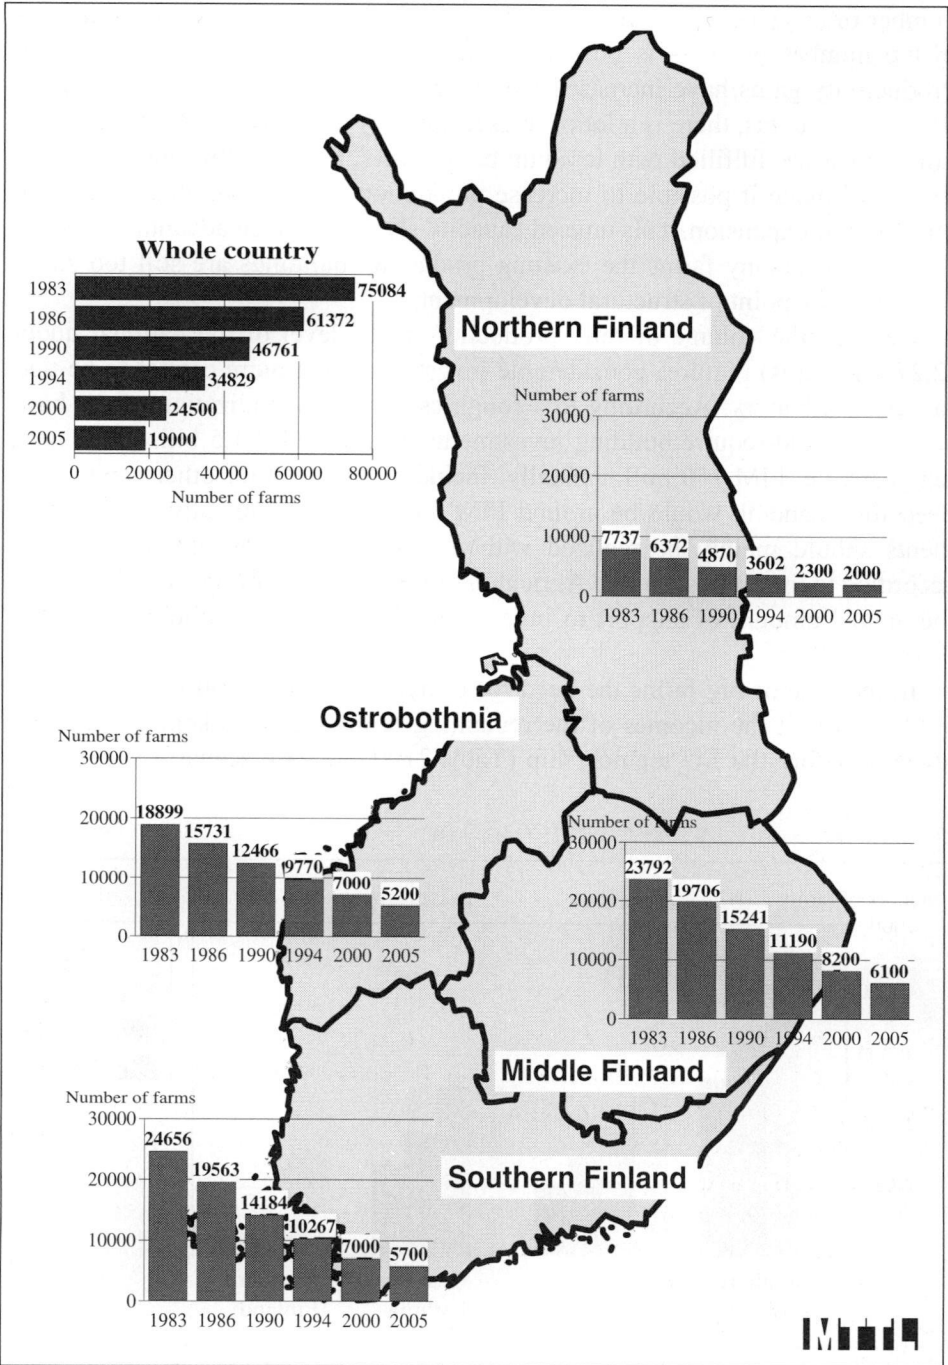 Whole country
1983 75084
1986 61372
1990 46761
1994 34829
2000 24500
2005 19000
0 20000 40000 60000 80000
Number of farms
Northern Finland
Number of farms
30000
20000
10000
0
7737 6372 4870 3602 2300 2000
1983 1986 1990 1994 2000 2005
Ostrobothnia
Number of farms
30000
20000
10000
0
18899 15731 12466 9770 7000 5200
1983 1986 1990 1994 2000 2005
Number of farms
30000
20000
10000
0
23792 19706 15241 11190 8200 6100
1983 1986 1990 1994 2000 2005
Middle Finland
Number of farms
30000
20000
10000
0
24656 19563 14184 10267 7000 5700
1983 1986 1990 1994 2000 2005
Southern Finland
MTTL